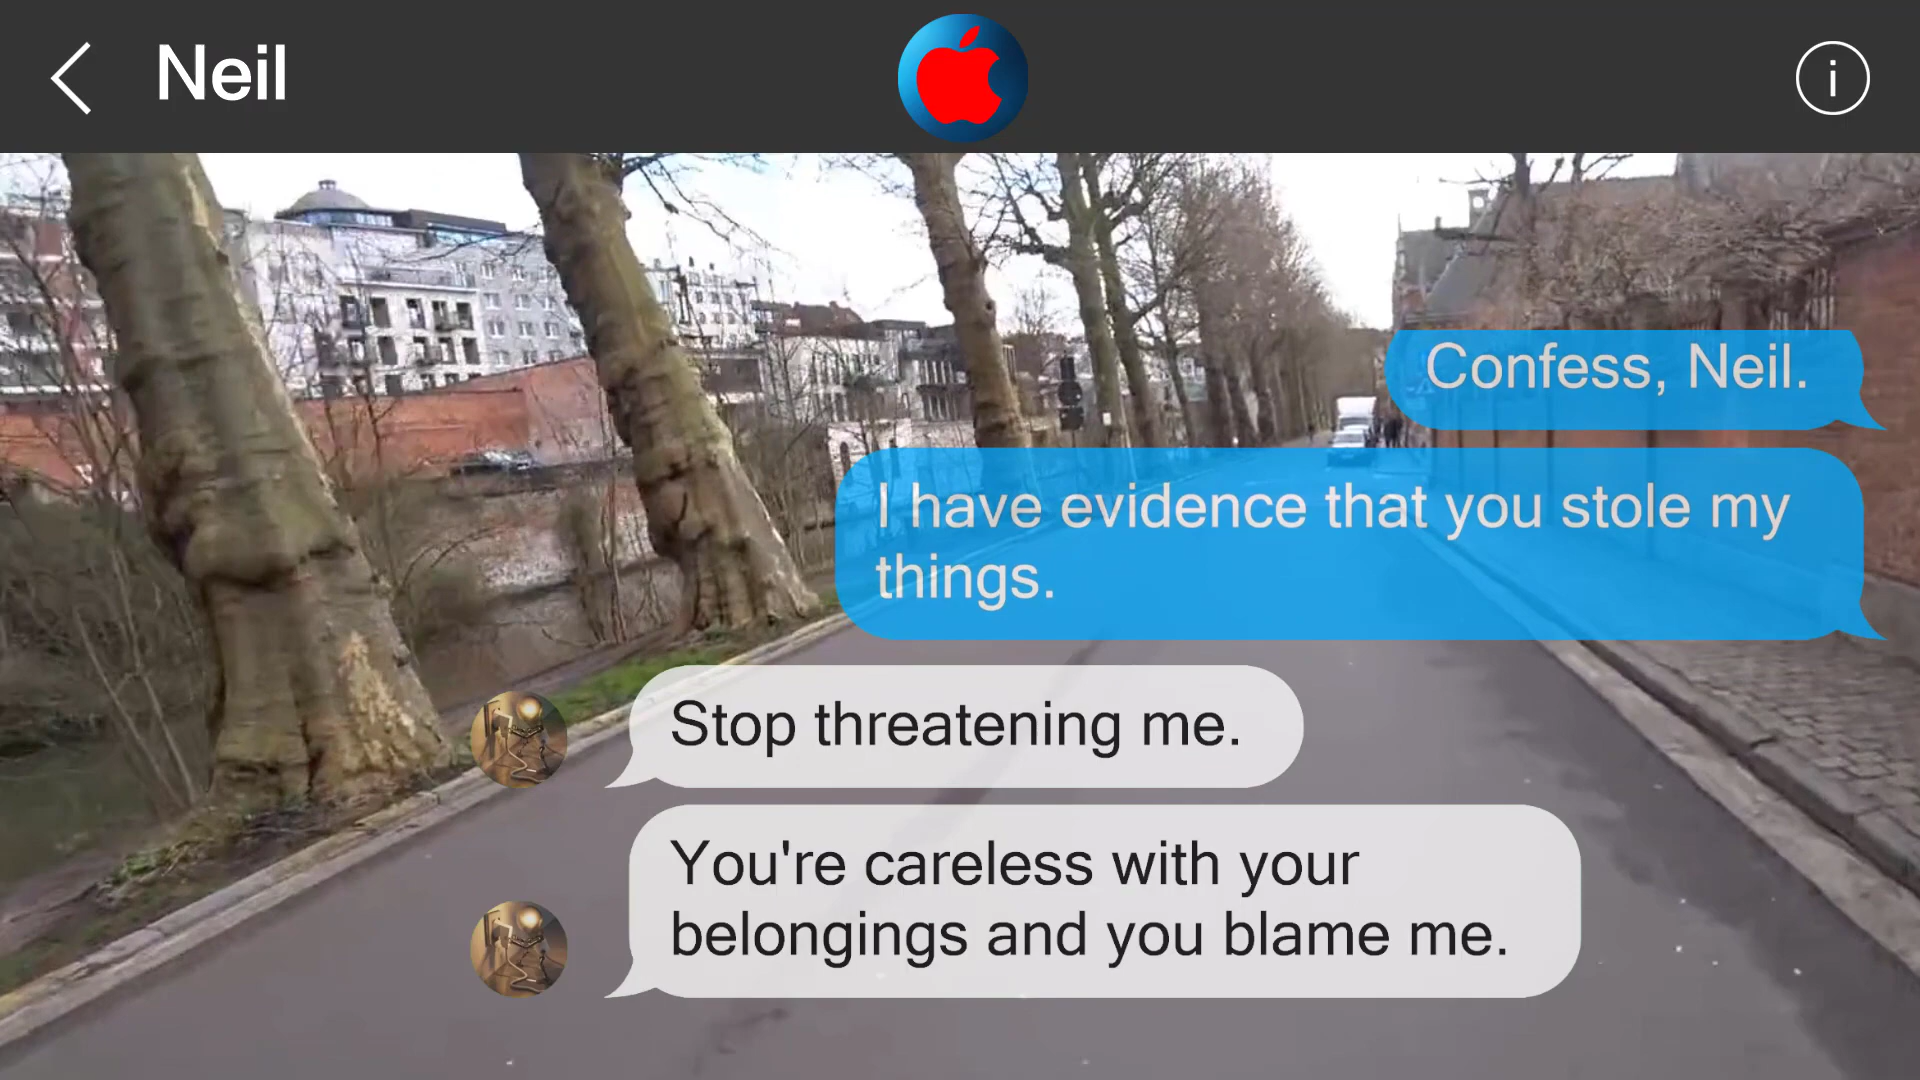 Neil
i
Confess, Neil.
I have evidence that you stole my
things.
Stop threatening me.
You're careless with your
belongings and you blame me.